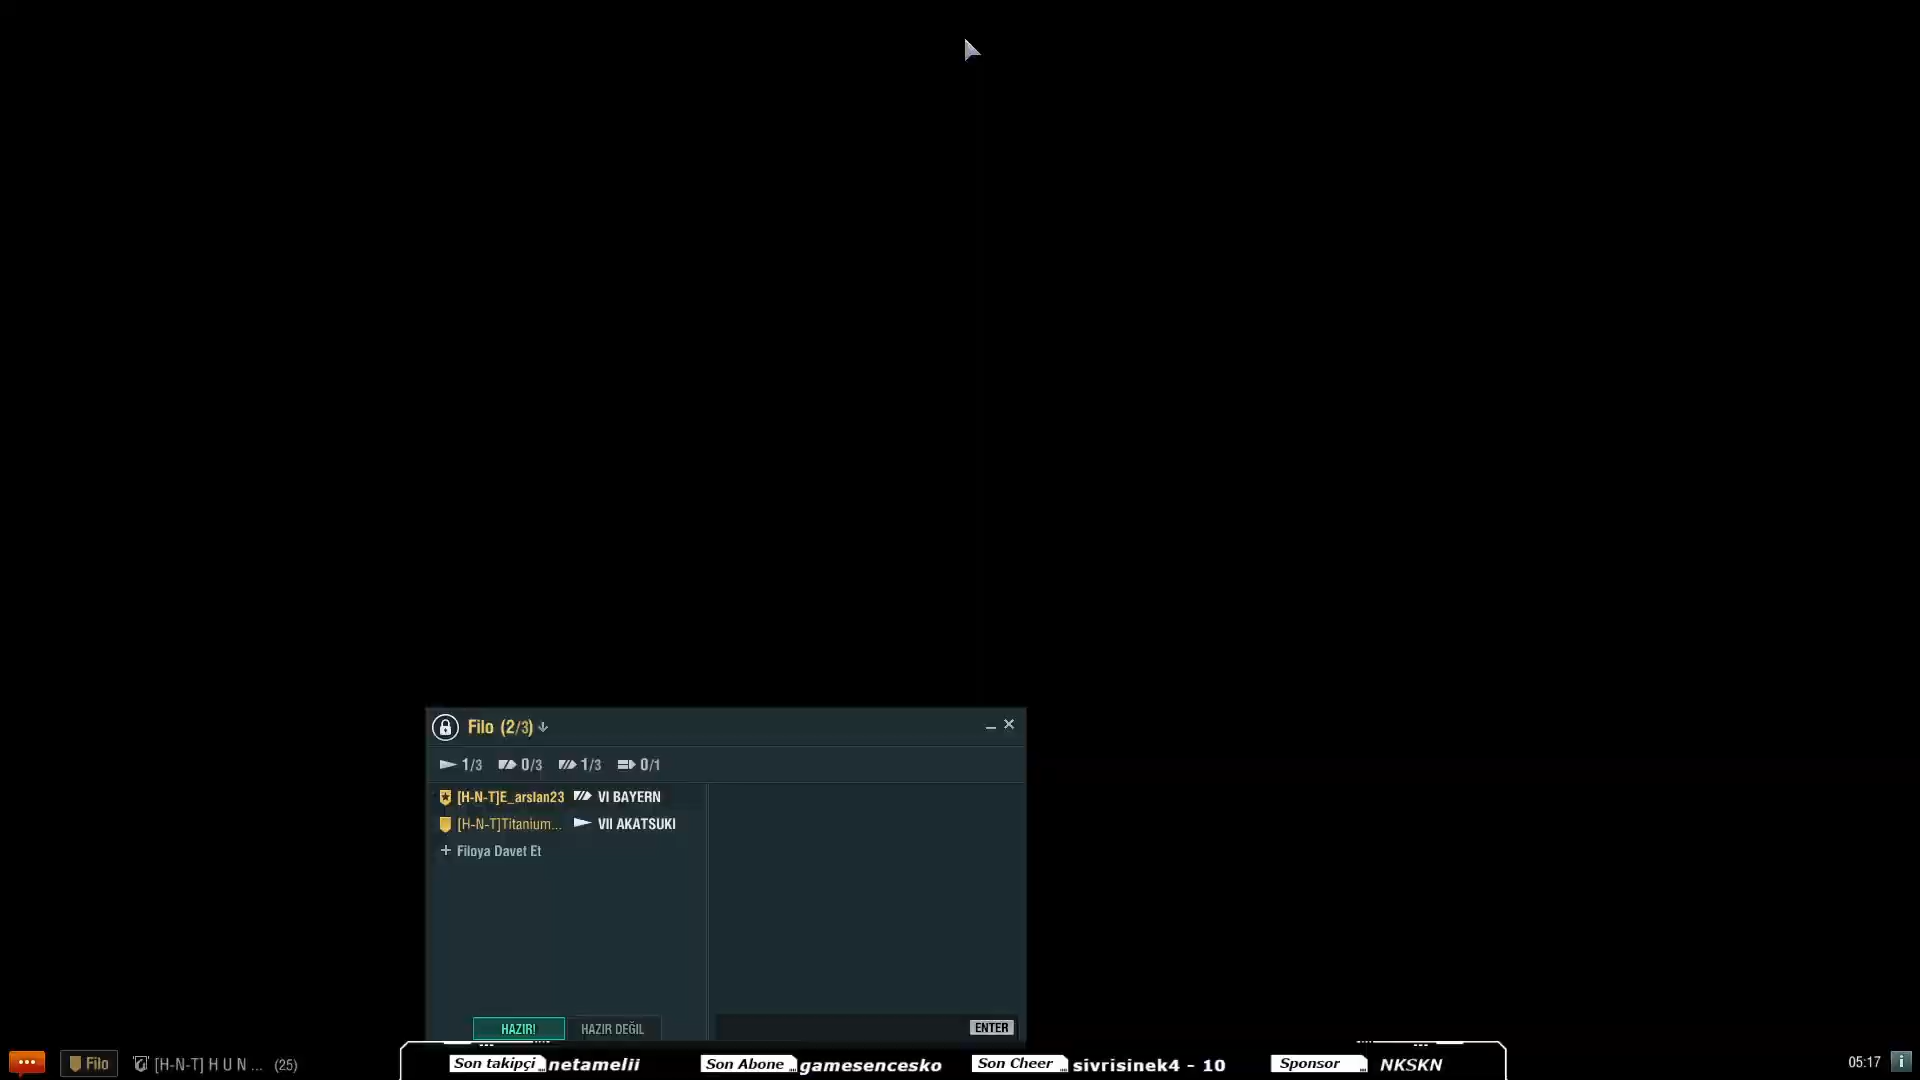 Filo (2/3)
1/3 0/3 1/3 0/1
[H-N-T]E_arslan23 VI BAYERN
[H-N-T]Titanium... VII AKATSUKI
+ Filoya Davet Et
HAZIR! HAZIR DEĞİL
ENTER
Filo [H-N-T] H U N ... (25)
Son takipçi netamelii Son Abone gamesencesko Son Cheer sivrisinek4 - 10 Sponsor NKSKN
05:17